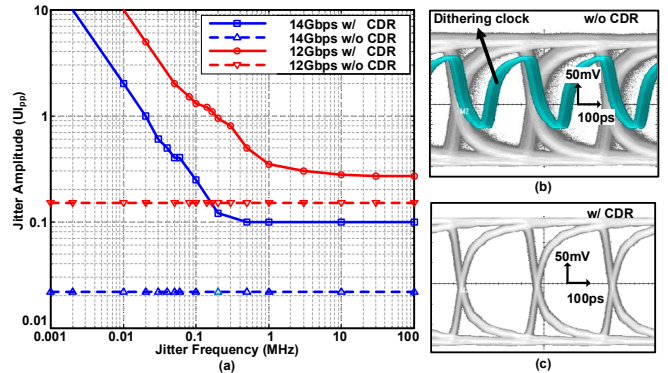 10
1
0.1
0.01
0.001
0.01
0.1
1
10
100
Jitter Amplitude (UIPP)
Jitter Frequency (MHz)
14Gbps w/ CDR
14Gbps w/o CDR
12Gbps w/ CDR
12Gbps w/o CDR
(a)
Dithering clock
w/o CDR
50mV
100ps
(b)
w/ CDR
50mV
100ps
(c)